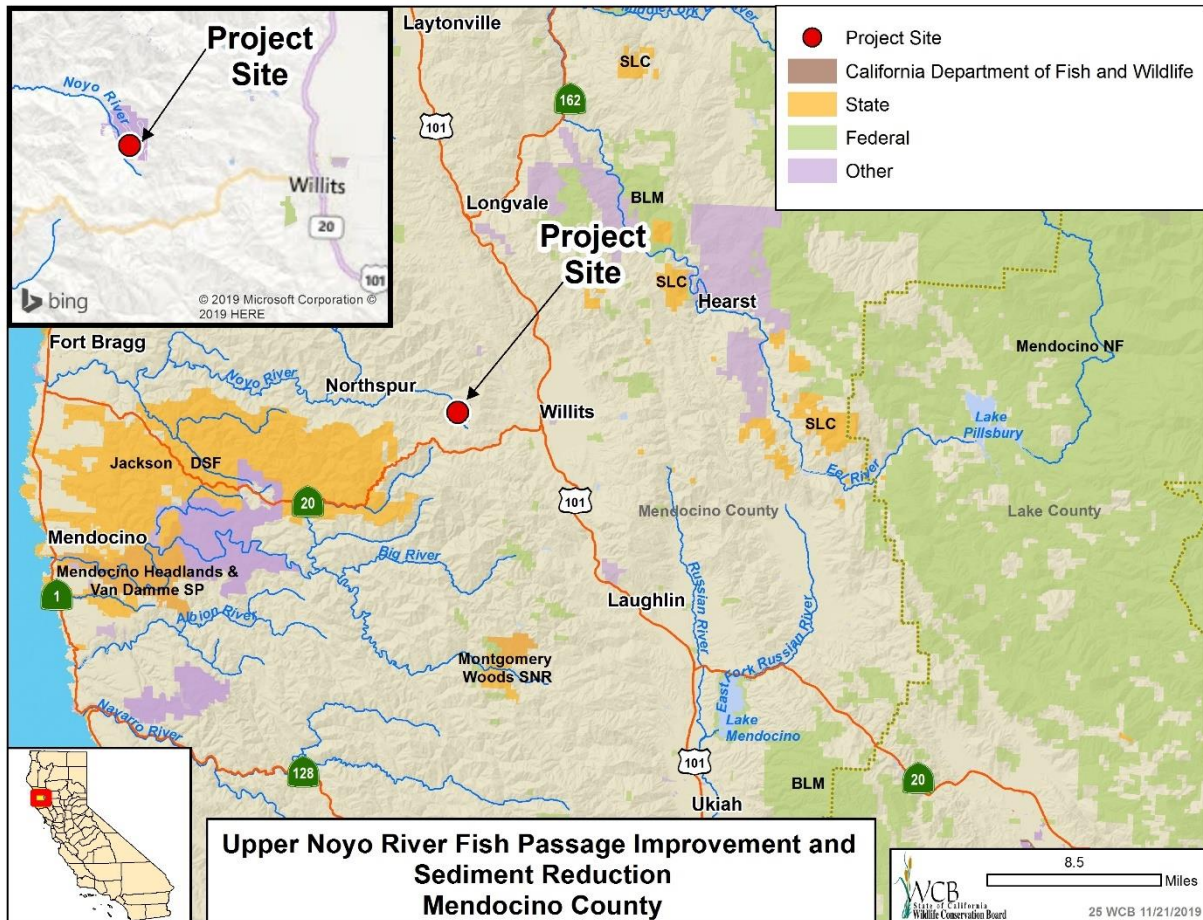 Project
Site
Noyo River
Willits
20
101
bing
© 2019 Microsoft Corporation ©
2019 HERE
Project Site
California Department of Fish and Wildlife
State
Federal
Other
Laytonville
SLC
162
101
BLM
Longvale
Project
Site
SLC
Hearst
Mendocino NF
Fort Bragg
Noyo River
Northspur
Willits
SLC
Lake
Pillsbury
Eel River
Jackson DSF
20
101
Mendocino County
Lake County
Mendocino
Big River
Mendocino Headlands &
Van Damme SP
1
Albion River
Laughlin
Russian River
East Fork Russian River
Montgomery
Woods SNR
Navarro River
Lake
Mendocino
128
101
BLM
20
Ukiah
Upper Noyo River Fish Passage Improvement and
Sediment Reduction
Mendocino County
WCB
State of California
Wildlife Conservation Board
8.5
Miles
25 WCB 11/21/2019